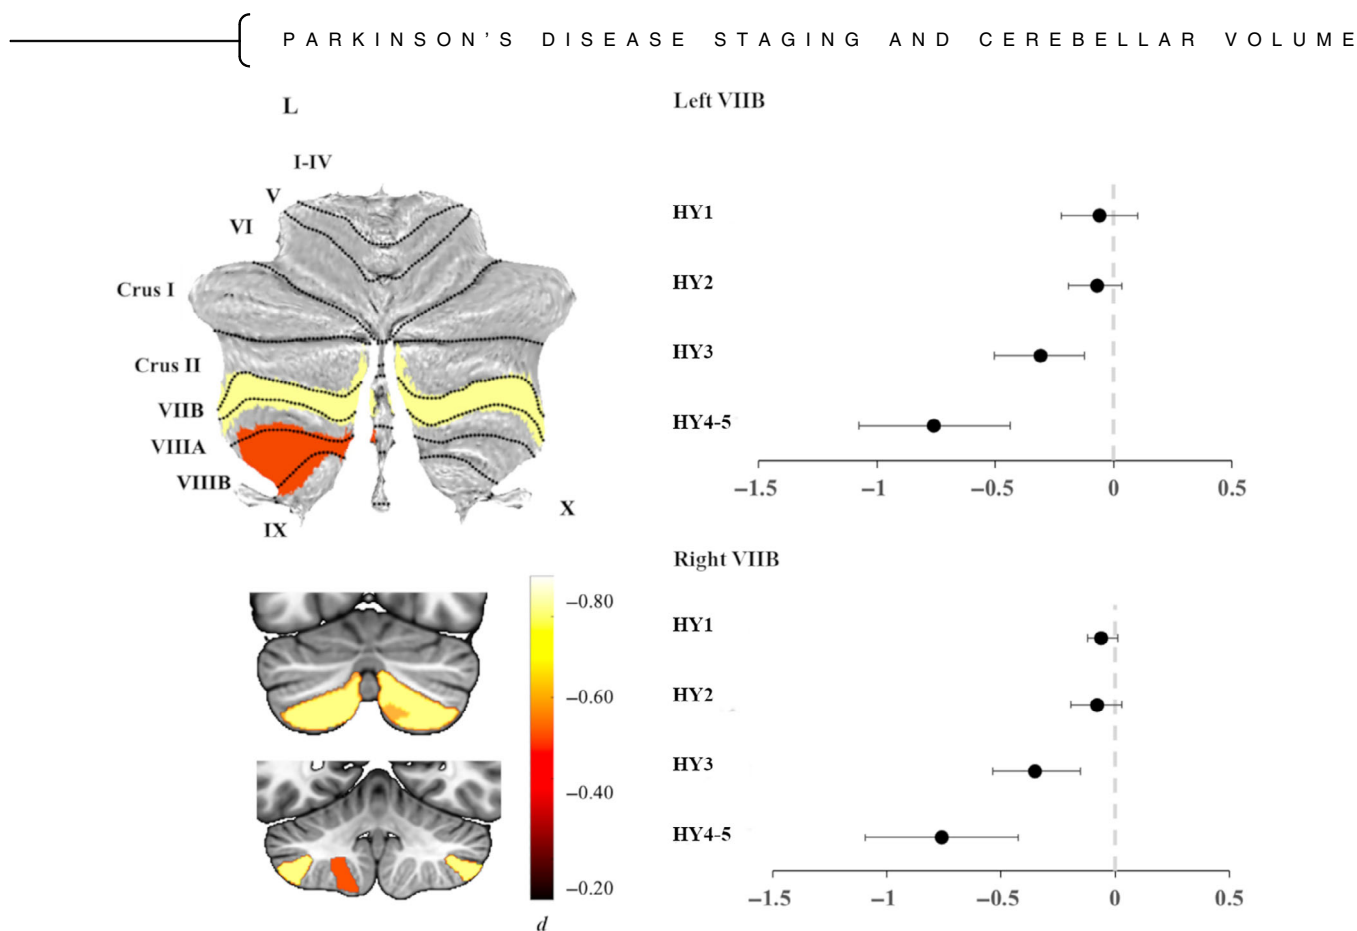 PARKINSON’S DISEASE STAGING AND CEREBELLAR VOLUME
L
I-IV
V
VI
Crus I
Crus II
VIIB
VIIIA
VIIIB
IX
X
–0.80
–0.60
–0.40
–0.20
d
Left VIIB
HY1
HY2
HY3
HY4-5
–1.5 –1 –0.5 0 0.5
Right VIIB
HY1
HY2
HY3
HY4-5
–1.5 –1 –0.5 0 0.5